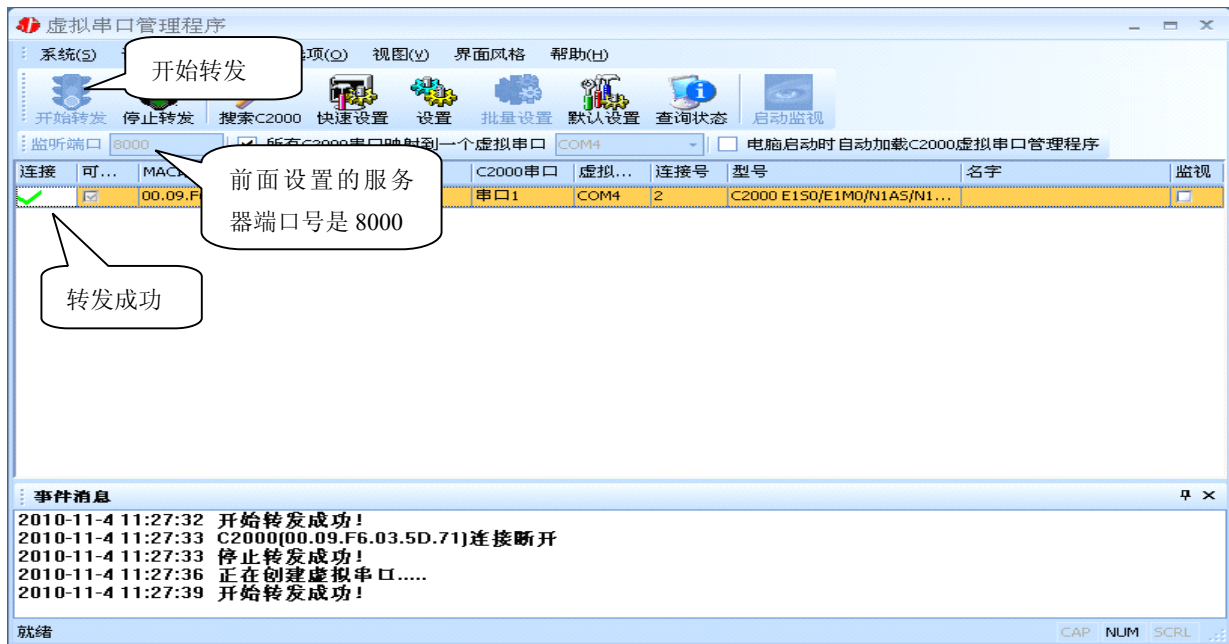 虚拟串口管理程序
系统(S) 项(O) 视图(V) 界面风格 帮助(H)
开始转发
开始转发 停止转发 搜索C2000 快速设置 设置 批量设置 默认设置 查询状态 启动监视
监听端口 8000 所有C2000串口映射到一个虚拟串口 COM4 电脑启动时自动加载C2000虚拟串口管理程序
连接 可... MAC C2000串口 虚拟... 连接号 型号 名字 监视
00.09.F6 串口1 COM4 2 C2000 E1S0/E1M0/N1A5/N1...
前面设置的服务
器端口号是 8000
转发成功
事件消息
2010-11-4 11:27:32 开始转发成功!
2010-11-4 11:27:33 C2000(00.09.F6.03.5D.71)连接断开
2010-11-4 11:27:33 停止转发成功!
2010-11-4 11:27:36 正在创建虚拟串口.....
2010-11-4 11:27:39 开始转发成功!
就绪 CAP NUM SCRL